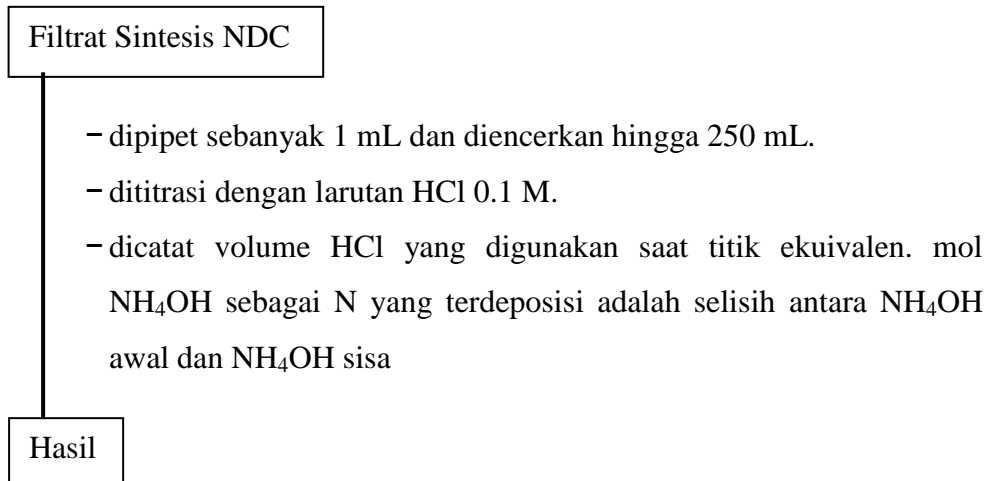 Filtrat Sintesis NDC
− dipipet sebanyak 1 mL dan diencerkan hingga 250 mL.
− dititrasi dengan larutan HCl 0.1 M.
− dicatat volume HCl yang digunakan saat titik ekuivalen. mol
NH₄OH sebagai N yang terdeposisi adalah selisih antara NH₄OH
awal dan NH₄OH sisa
Hasil